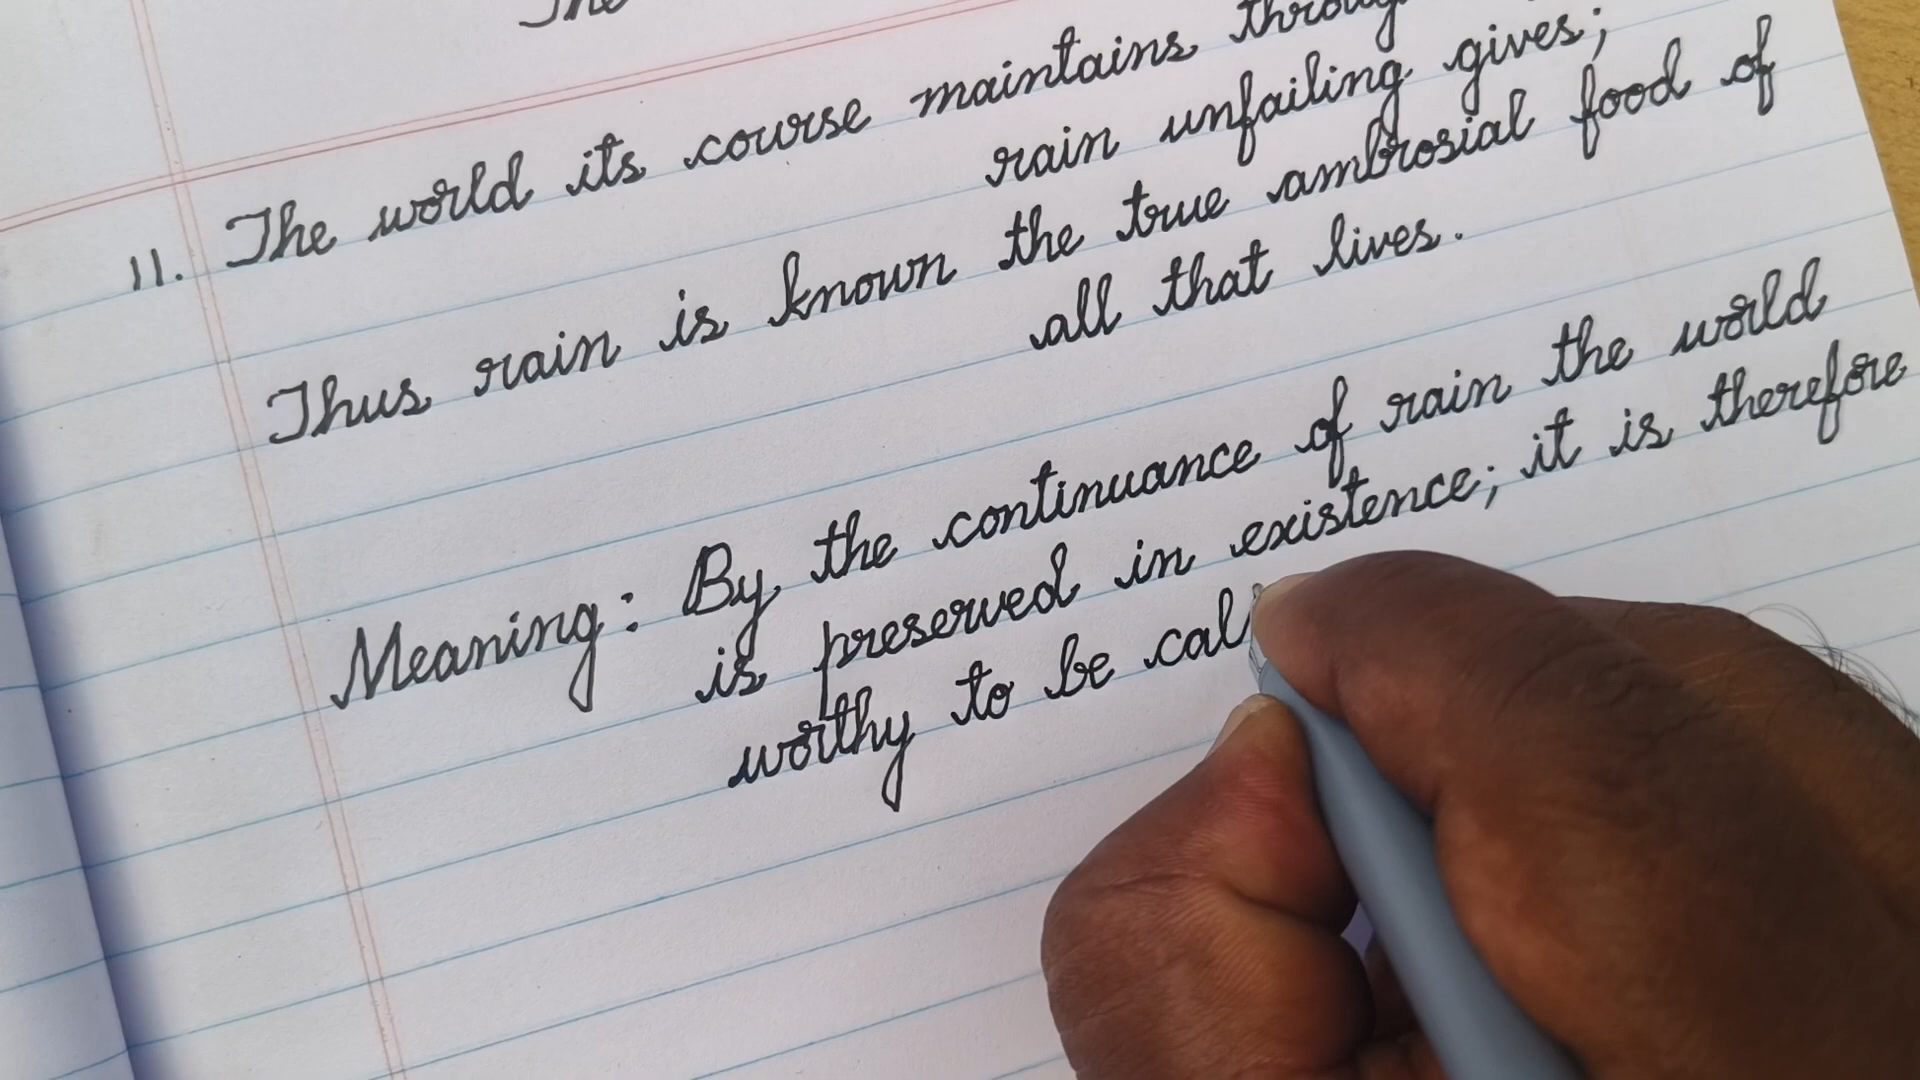 The
11. The world its course maintains through
rain unfailing gives;
Thus rain is known the true ambrosial food of
all that lives.
Meaning: By the continuance of rain the world
is preserved in existence; it is therefore
worthy to be cal